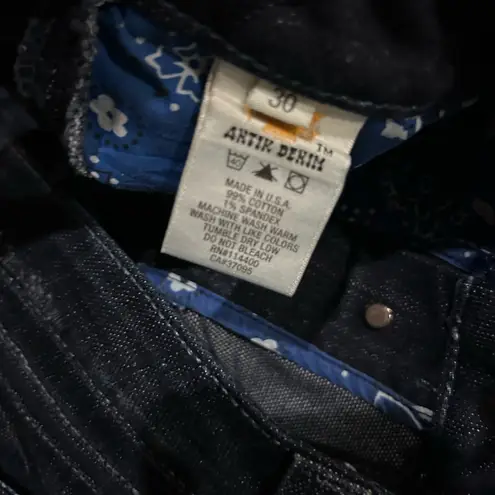 30
ANTIK DENIM™
40
MADE IN U.S.A.
99% COTTON
1% SPANDEX
MACHINE WASH WARM
WASH WITH LIKE COLORS
TUMBLE DRY LOW
DO NOT BLEACH
RN#114400
CA#37095